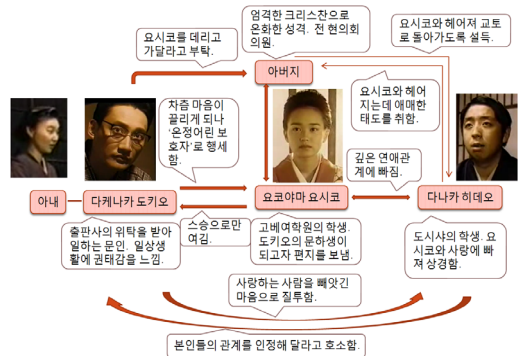 요시코를 데리고
가달라고 부탁.
엄격한 크리스찬으로
온화한 성격. 전 현의회
의원.
요시코와 헤어져 교토
로 돌아가도록 설득.
아버지
차츰 마음이
끌리게 되나
‘온정어린 보
호자’로 행세
함.
요시코와 헤어
지는데 애매한
태도를 취함.
깊은 연애관
계에 빠짐.
아내
다케나카 도키오
요코야마 요시코
다나카 히데오
출판사의 위탁을 받아
일하는 문인. 일상생
활에 권태감을 느낌.
스승으로만
여김.
고베여학원의 학생.
도키오의 문하생이
되고자 편지를 보냄.
도시샤의 학생. 요
시코와 사랑에 빠
져 상경함.
사랑하는 사람을 빼앗긴
마음으로 질투함.
본인들의 관계를 인정해 달라고 호소함.